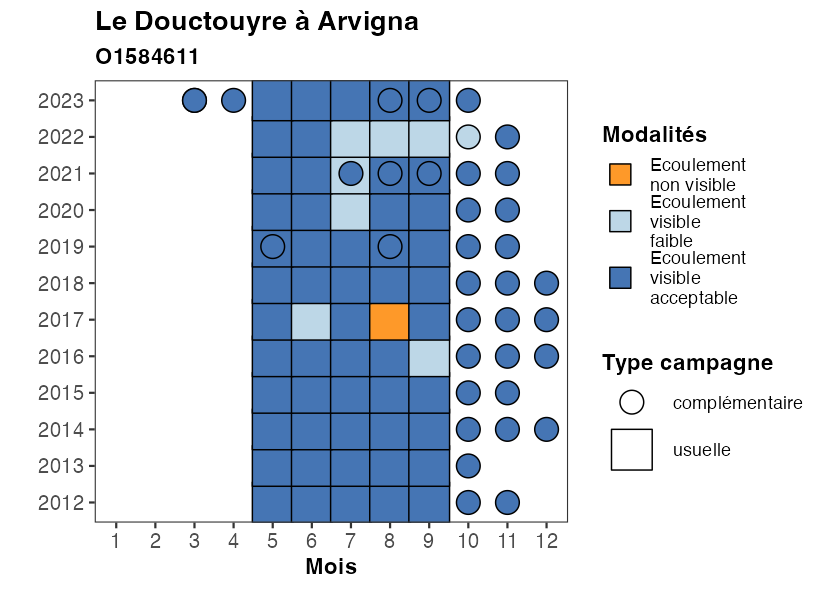 Le Douctouyre à Arvigna
O1584611
2023
2022
2021
2020
2019
2018
2017
2016
2015
2014
2013
2012
1 2 3 4 5 6 7 8 9 10 11 12
Mois
Modalités
Ecoulement
non visible
Ecoulement
visible
faible
Ecoulement
visible
acceptable
Type campagne
complémentaire
usuelle